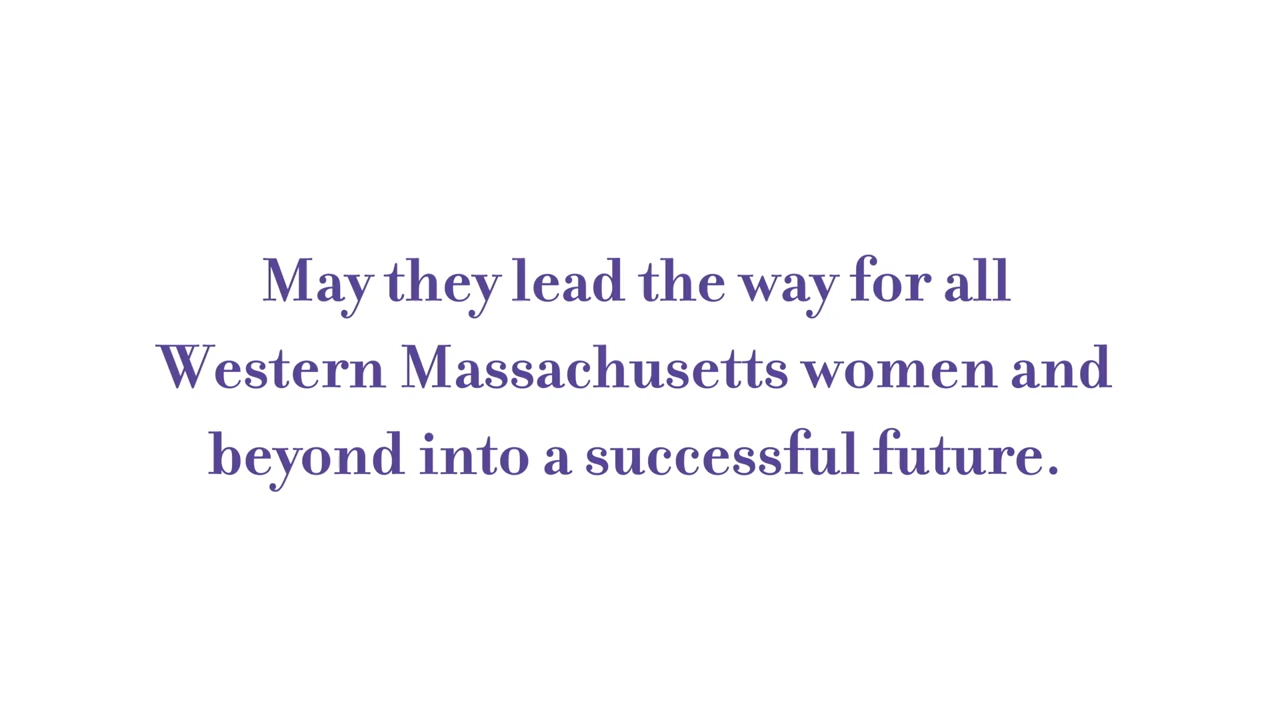 May they lead the way for all
Western Massachusetts women and
beyond into a successful future.